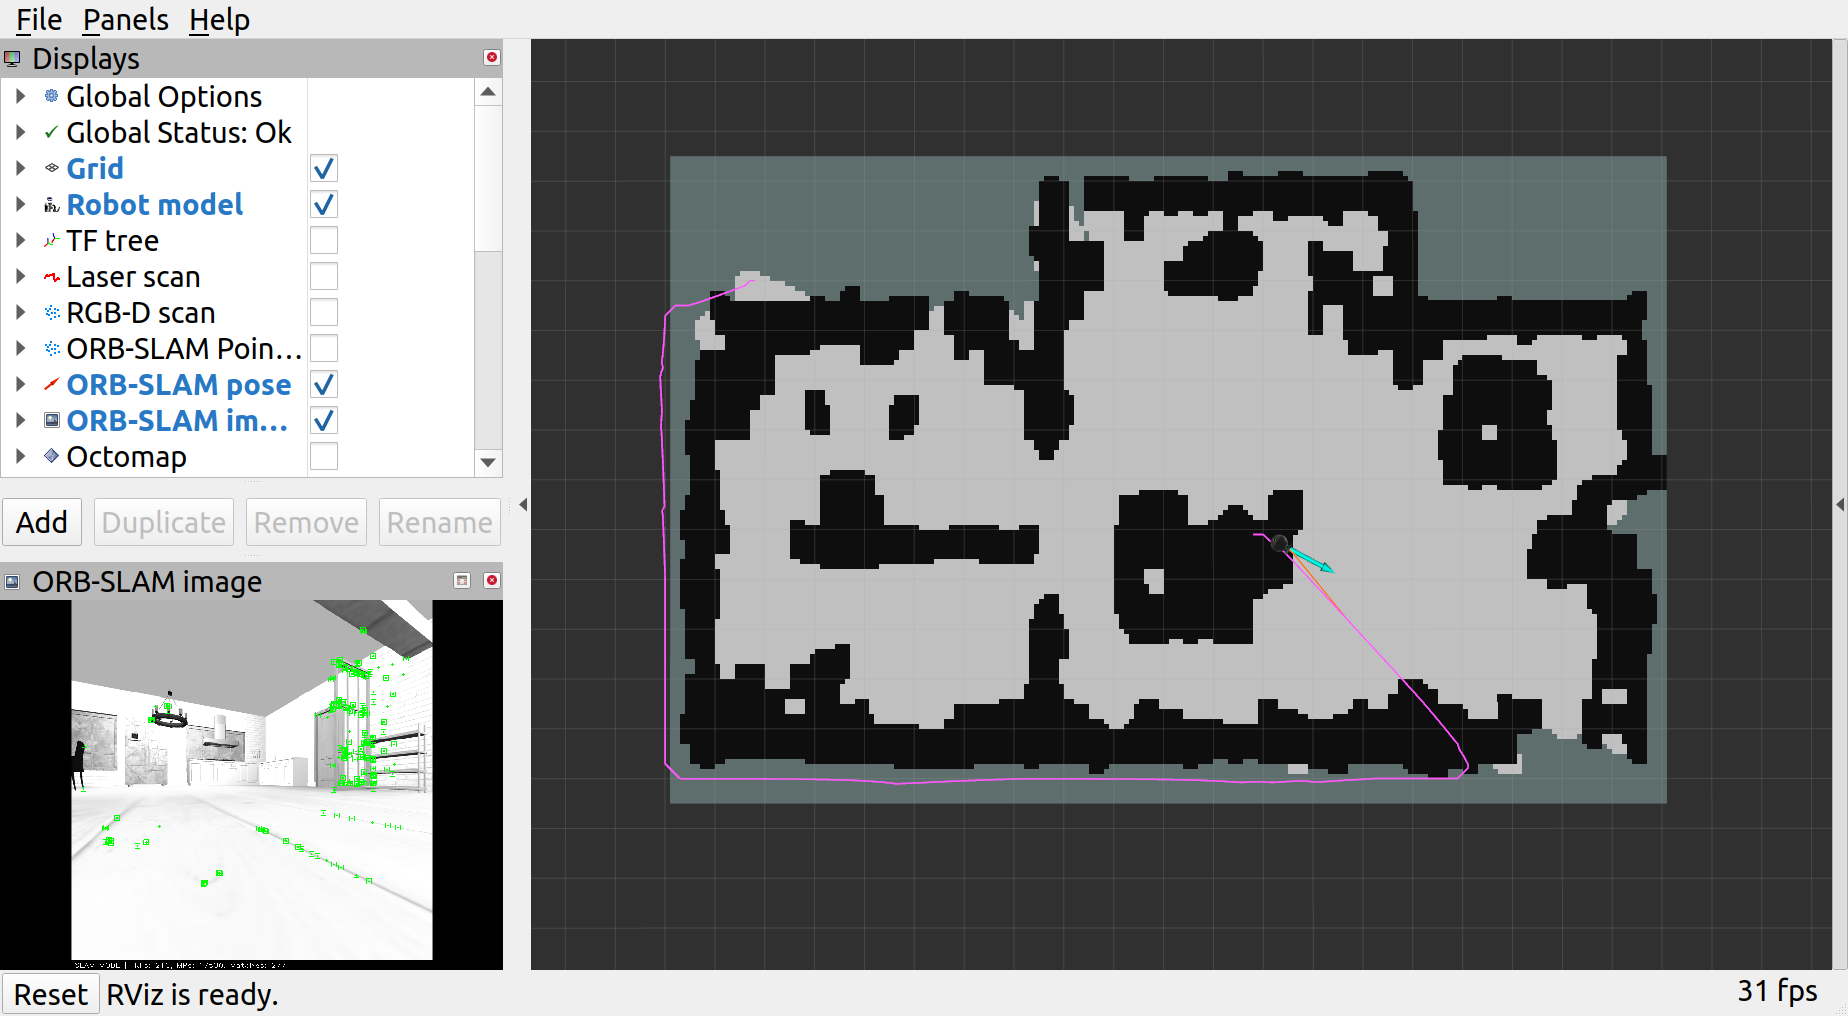 File Panels Help
Displays
Global Options
Global Status: Ok
Grid
Robot model
TF tree
Laser scan
RGB-D scan
ORB-SLAM Poin...
ORB-SLAM pose
ORB-SLAM im...
Octomap
Add Duplicate Remove Rename
ORB-SLAM image
SLAM MODE |
Reset RViz is ready.
31 fps